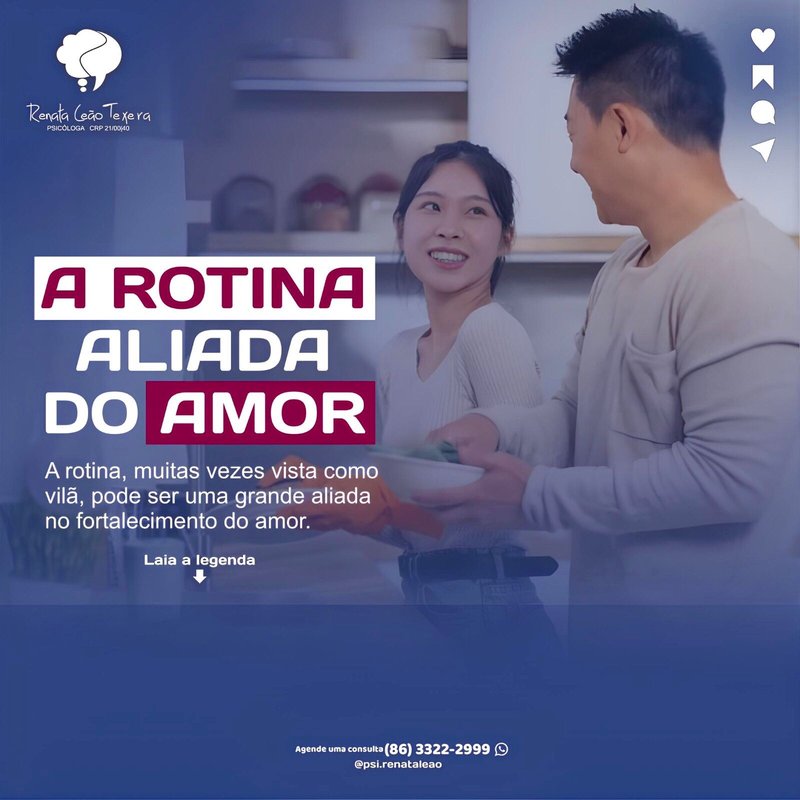 Renata Leão Texera
PSICÓLOGA CRP 21/00|40
A ROTINA
ALIADA
DO AMOR
A rotina, muitas vezes vista como
vilã, pode ser uma grande aliada
no fortalecimento do amor.
Laia a legenda
Agende uma consulta (86) 3322-2999
@psi.renataleao